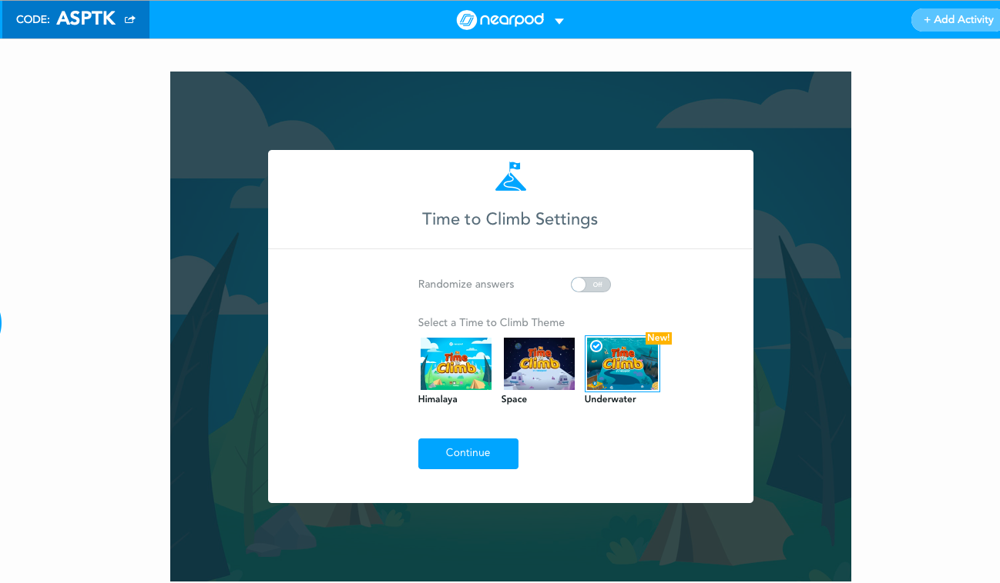 CODE: ASPTK
nearpod
+ Add Activity
Time to Climb Settings
Randomize answers
Off
Select a Time to Climb Theme
New!
Time to Climb
Time to Climb
Time to Climb
Himalaya
Space
Underwater
Continue